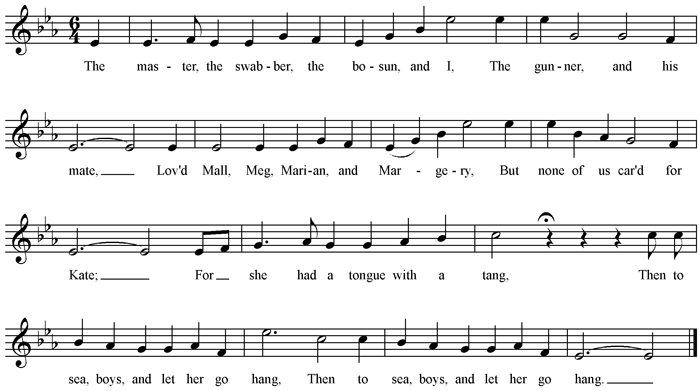 6
4
The mas - ter, the swab - ber, the bo - sun, and I, The gun - ner, and his
mate, Lov'd Mall, Meg, Mari - an, and Mar - ge - ry, But none of us car'd for
Kate; For she had a tongue with a tang, Then to
sea, boys, and let her go hang, Then to sea, boys, and let her go hang.